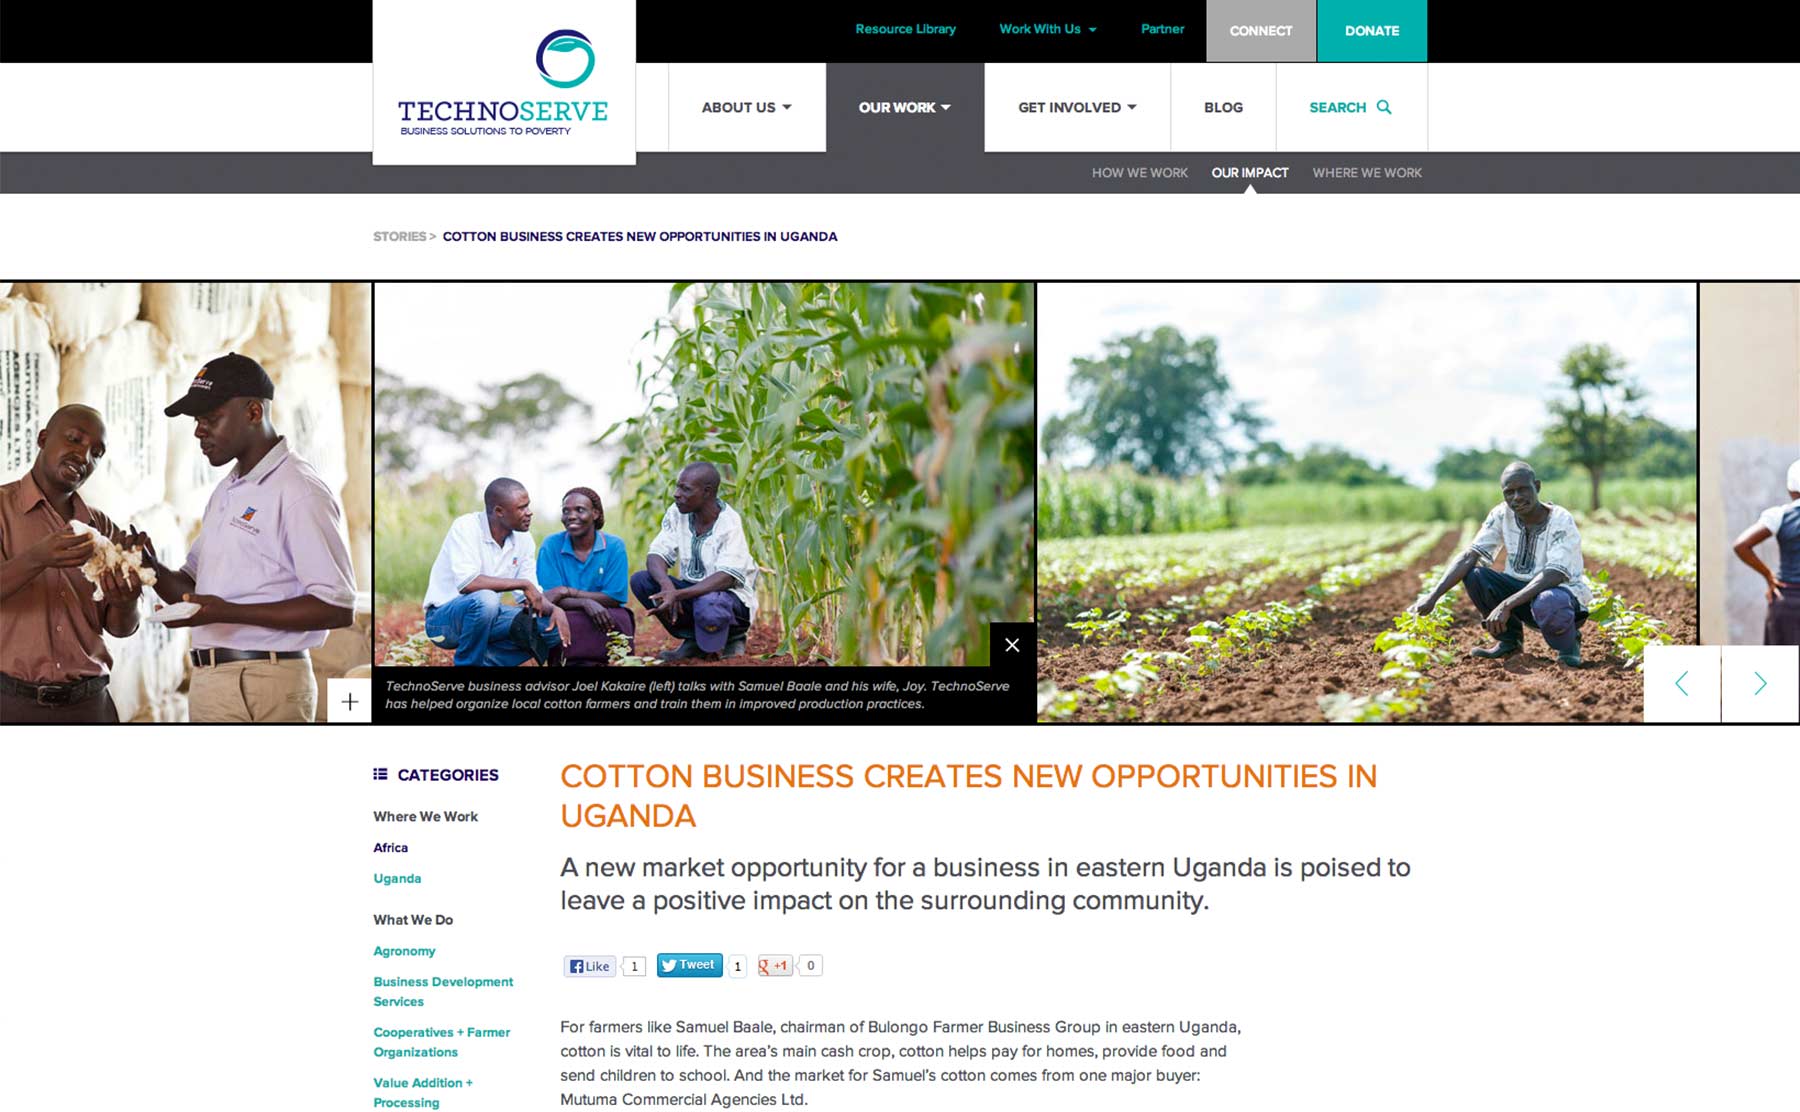 Resource Library
Work With Us
Partner
CONNECT
DONATE
TECHNOSERVE
BUSINESS SOLUTIONS TO POVERTY
ABOUT US
OUR WORK
GET INVOLVED
BLOG
SEARCH
HOW WE WORK
OUR IMPACT
WHERE WE WORK
STORIES > COTTON BUSINESS CREATES NEW OPPORTUNITIES IN UGANDA
TechnoServe business advisor Joel Kakaire (left) talks with Samuel Baale and his wife, Joy. TechnoServe
has helped organize local cotton farmers and train them in improved production practices.
CATEGORIES
Where We Work
Africa
Uganda
What We Do
Agronomy
Business Development
Services
Cooperatives + Farmer
Organizations
Value Addition +
Processing
COTTON BUSINESS CREATES NEW OPPORTUNITIES IN
UGANDA
A new market opportunity for a business in eastern Uganda is poised to
leave a positive impact on the surrounding community.
Like 1 Tweet 1 +1 0
For farmers like Samuel Baale, chairman of Bulongo Farmer Business Group in eastern Uganda,
cotton is vital to life. The area's main cash crop, cotton helps pay for homes, provide food and
send children to school. And the market for Samuel's cotton comes from one major buyer:
Mutuma Commercial Agencies Ltd.